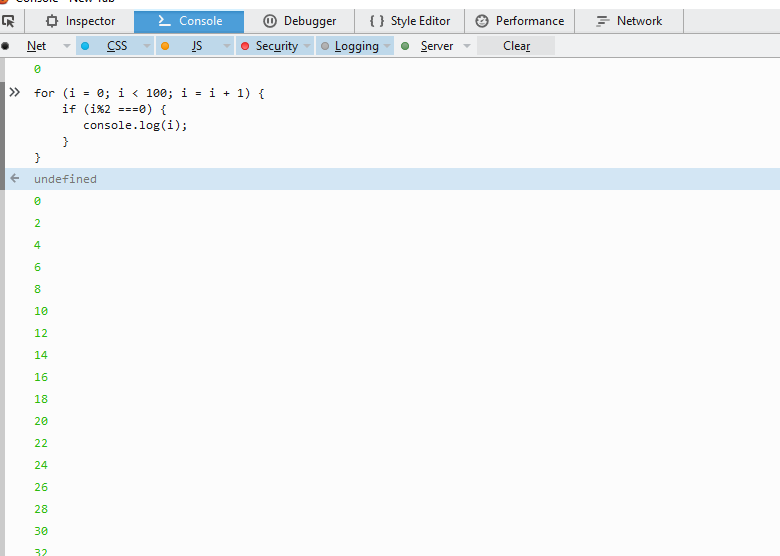 Console - New Tab
Inspector Console Debugger { } Style Editor Performance Network
Net CSS JS Security Logging Server Clear
0
» for (i = 0; i < 100; i = i + 1) {
if (i%2 ===0) {
console.log(i);
}
}
← undefined
0
2
4
6
8
10
12
14
16
18
20
22
24
26
28
30
32